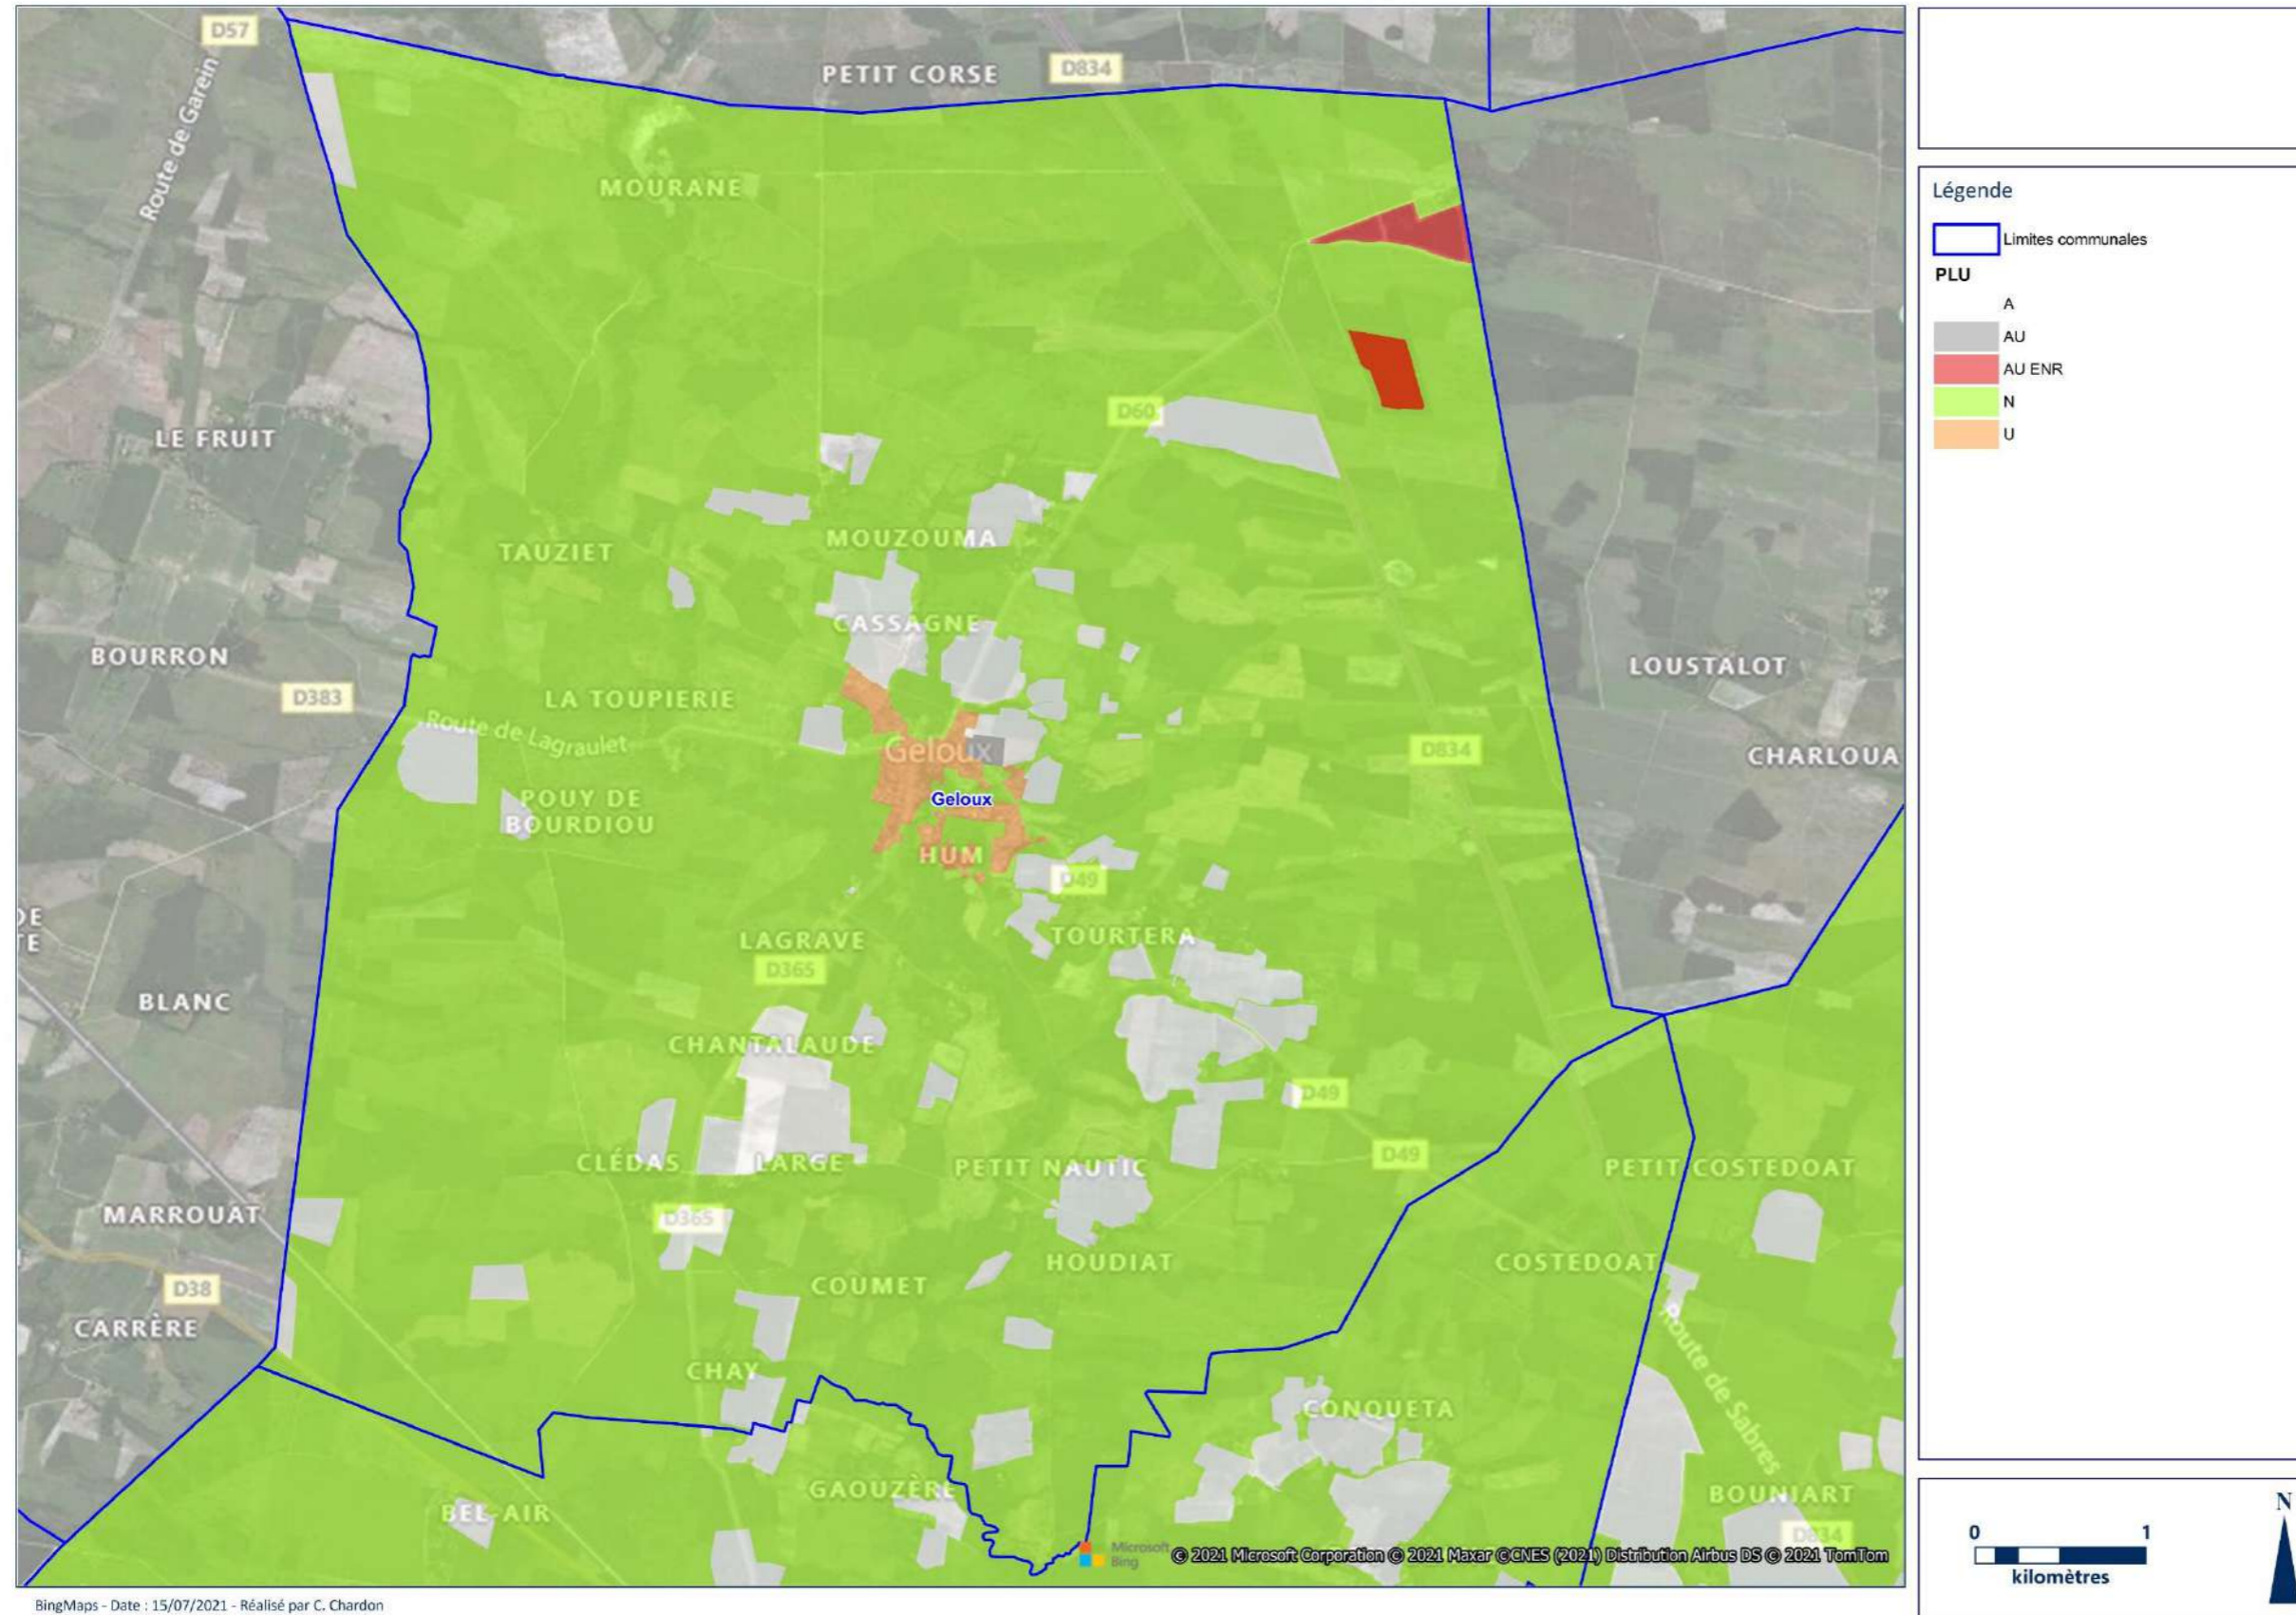 D57
PETIT CORSE
D834
Route de Garein
MOURANE
D60
LE FRUIT
TAUZIET
MOUZOUMA
CASSAGNE
BOURRON
LOUSTALOT
D383
LA TOUPIERIE
Route de Lagraulet
Geloux
D834
CHARLOUA
Geloux
POUY DE
BOURDIOU
HUM
D49
DE
TE
LAGRAVE
TOURTERA
D365
BLANC
CHANTALAUDE
D49
CLÉDAS
LARGE
PETIT NAUTIC
D49
PETIT COSTEDOAT
MARROUAT
D365
HOUDIAT
COSTEDOAT
D38
COUMET
CARRÈRE
Route de Sabres
CHAY
CONQUETA
GAOUZÈRE
BOUNIART
BEL-AIR
D834
Microsoft
Bing
© 2021 Microsoft Corporation © 2021 Maxar ©CNES (2021) Distribution Airbus DS © 2021 TomTom
BingMaps - Date : 15/07/2021 - Réalisé par C. Chardon
Légende
Limites communales
PLU
A
AU
AU ENR
N
U
0 1
kilomètres
N